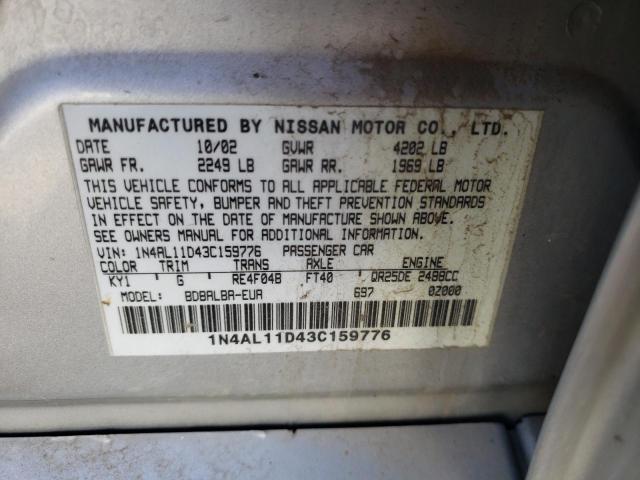 MANUFACTURED BY NISSAN MOTOR CO., LTD.
DATE 10/02 GVWR 4202 LB
GAWR FR. 2249 LB GAWR RR. 1969 LB
THIS VEHICLE CONFORMS TO ALL APPLICABLE FEDERAL MOTOR
VEHICLE SAFETY, BUMPER AND THEFT PREVENTION STANDARDS
IN EFFECT ON THE DATE OF MANUFACTURE SHOWN ABOVE.
SEE OWNERS MANUAL FOR ADDITIONAL INFORMATION.
VIN: 1N4AL11D43C159776 PASSENGER CAR
COLOR TRIM TRANS AXLE ENGINE
KY1 G RE4F04B FT40 QR25DE 2488CC
MODEL: BDBALBA-EUA 697 0Z000
1N4AL11D43C159776